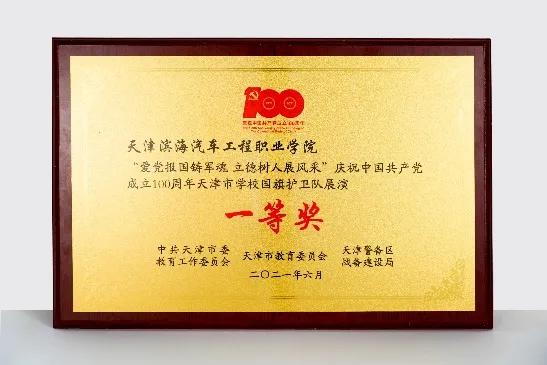 100
天津滨海汽车工程职业学院
“爱党报国铸军魂 立德树人展风采”庆祝中国共产党
成立100周年天津市学校国旗护卫队展演
一等奖
中共天津市委
教育工作委员会
天津市教育委员会
天津警备区
战备建设局
二〇二一年六月